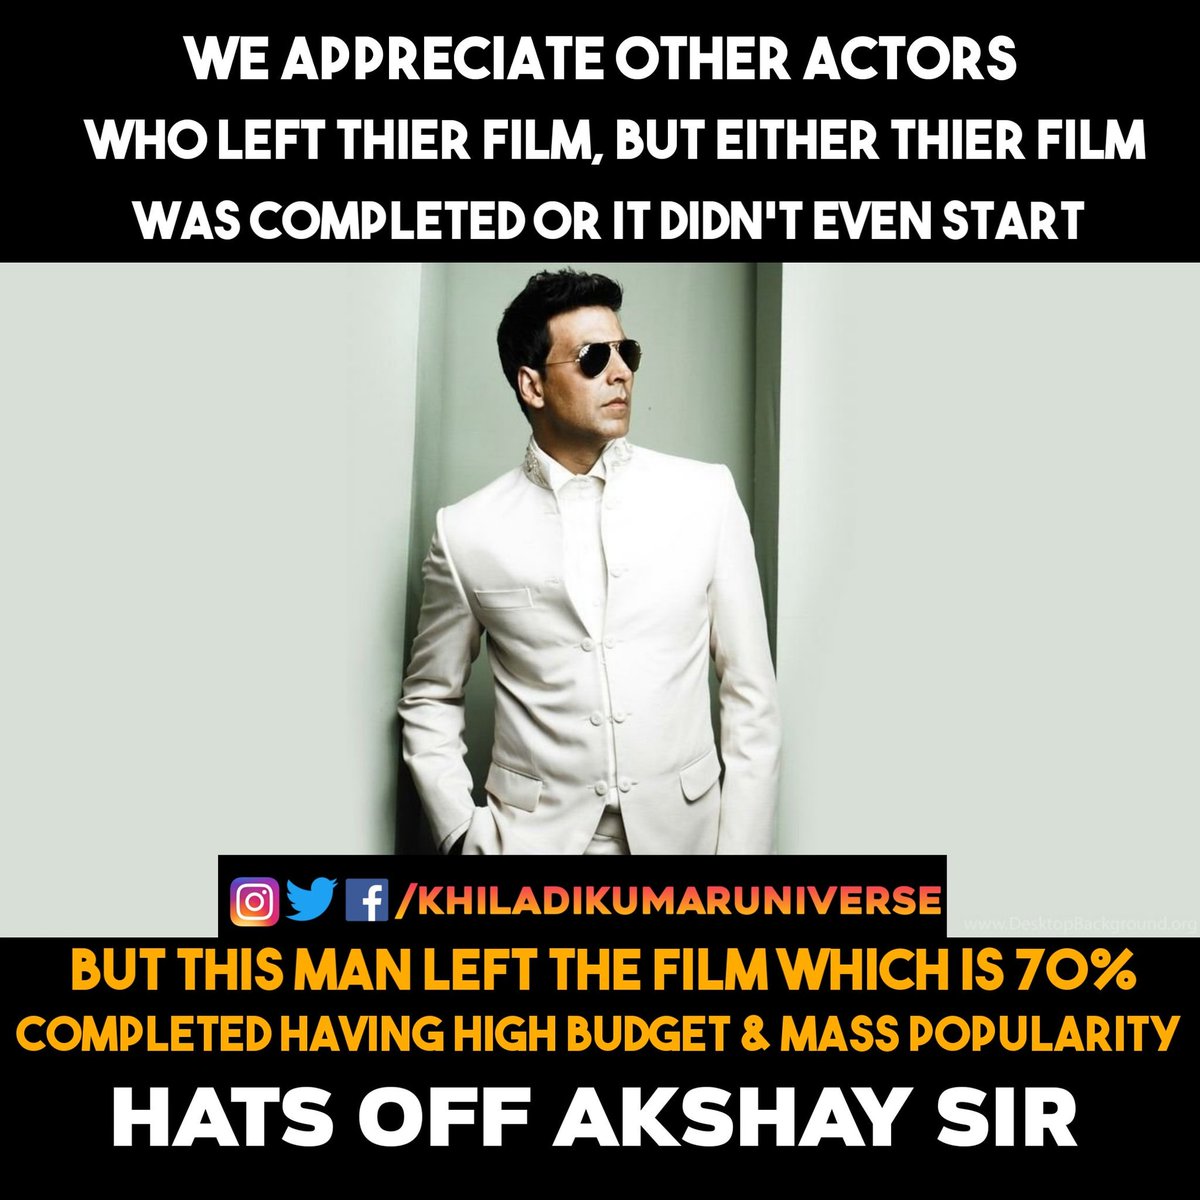 WE APPRECIATE OTHER ACTORS
WHO LEFT THIER FILM, BUT EITHER THIER FILM
WAS COMPLETED OR IT DIDN'T EVEN START
/KHILADIKUMARUNIVERSE
www.DesktopBackground.org
BUT THIS MAN LEFT THE FILM WHICH IS 70%
COMPLETED HAVING HIGH BUDGET & MASS POPULARITY
HATS OFF AKSHAY SIR